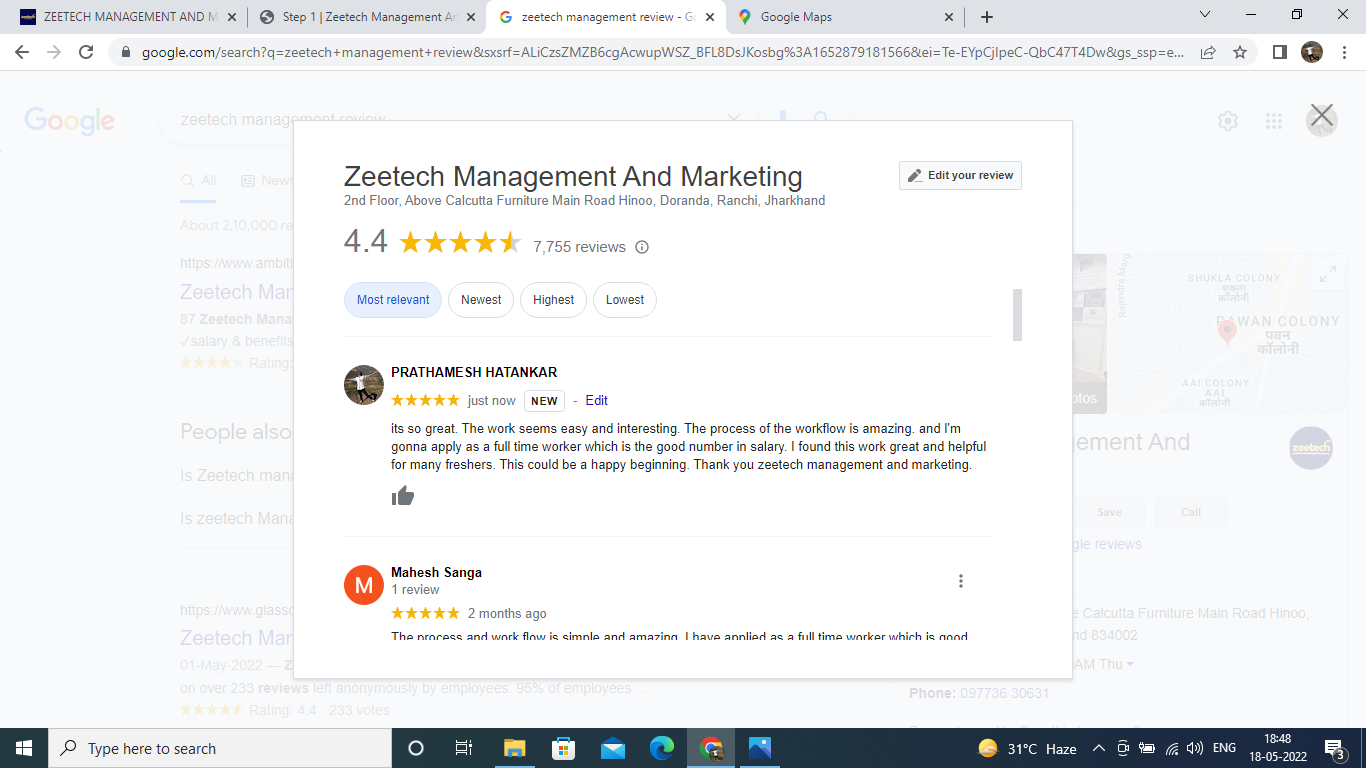 ZEETECH MANAGEMENT AND M
Step 1 | Zeetech Management An
zeetech management review - Go
Google Maps
google.com/search?q=zeetech+management+review&sxsrf=ALiCzsZMZB6cgAcwupWSZ_BFL8DsJKosbg%3A1652879181566&ei=Te-EYpCjIpeC-QbC47T4Dw&gs_ssp=e...
Google
zeetech management review
All
News
About 2,10,000 re
https://www.ambiti
Zeetech Man
87 Zeetech Mana
✓salary & benefits
Rating:
People also
Is Zeetech mana
Is zeetech Mana
https://www.glassd
Zeetech Man
01-May-2022 — Z
on over 233 reviews left anonymously by employees. 95% of employees ...
Rating: 4.4 · 233 votes
Zeetech Management And Marketing
Edit your review
2nd Floor, Above Calcutta Furniture Main Road Hinoo, Doranda, Ranchi, Jharkhand
4.4
7,755 reviews
Most relevant
Newest
Highest
Lowest
PRATHAMESH HATANKAR
just now NEW - Edit
its so great. The work seems easy and interesting. The process of the workflow is amazing. and I'm
gonna apply as a full time worker which is the good number in salary. I found this work great and helpful
for many freshers. This could be a happy beginning. Thank you zeetech management and marketing.
M
Mahesh Sanga
1 review
2 months ago
The process and work flow is simple and amazing. I have applied as a full time worker which is good
Rajendra Marg
SHUKLA COLONY
शुक्ला
कॉलोनी
PAWAN COLONY
पवन
कॉलोनी
AAI COLONY
AAI
कॉलोनी
otos
ement And
zeetech
Save
Call
gle reviews
e Calcutta Furniture Main Road Hinoo,
nd 834002
AM Thu
Phone: 097736 30631
Type here to search
31°C Haze
ENG
18:48
18-05-2022
3